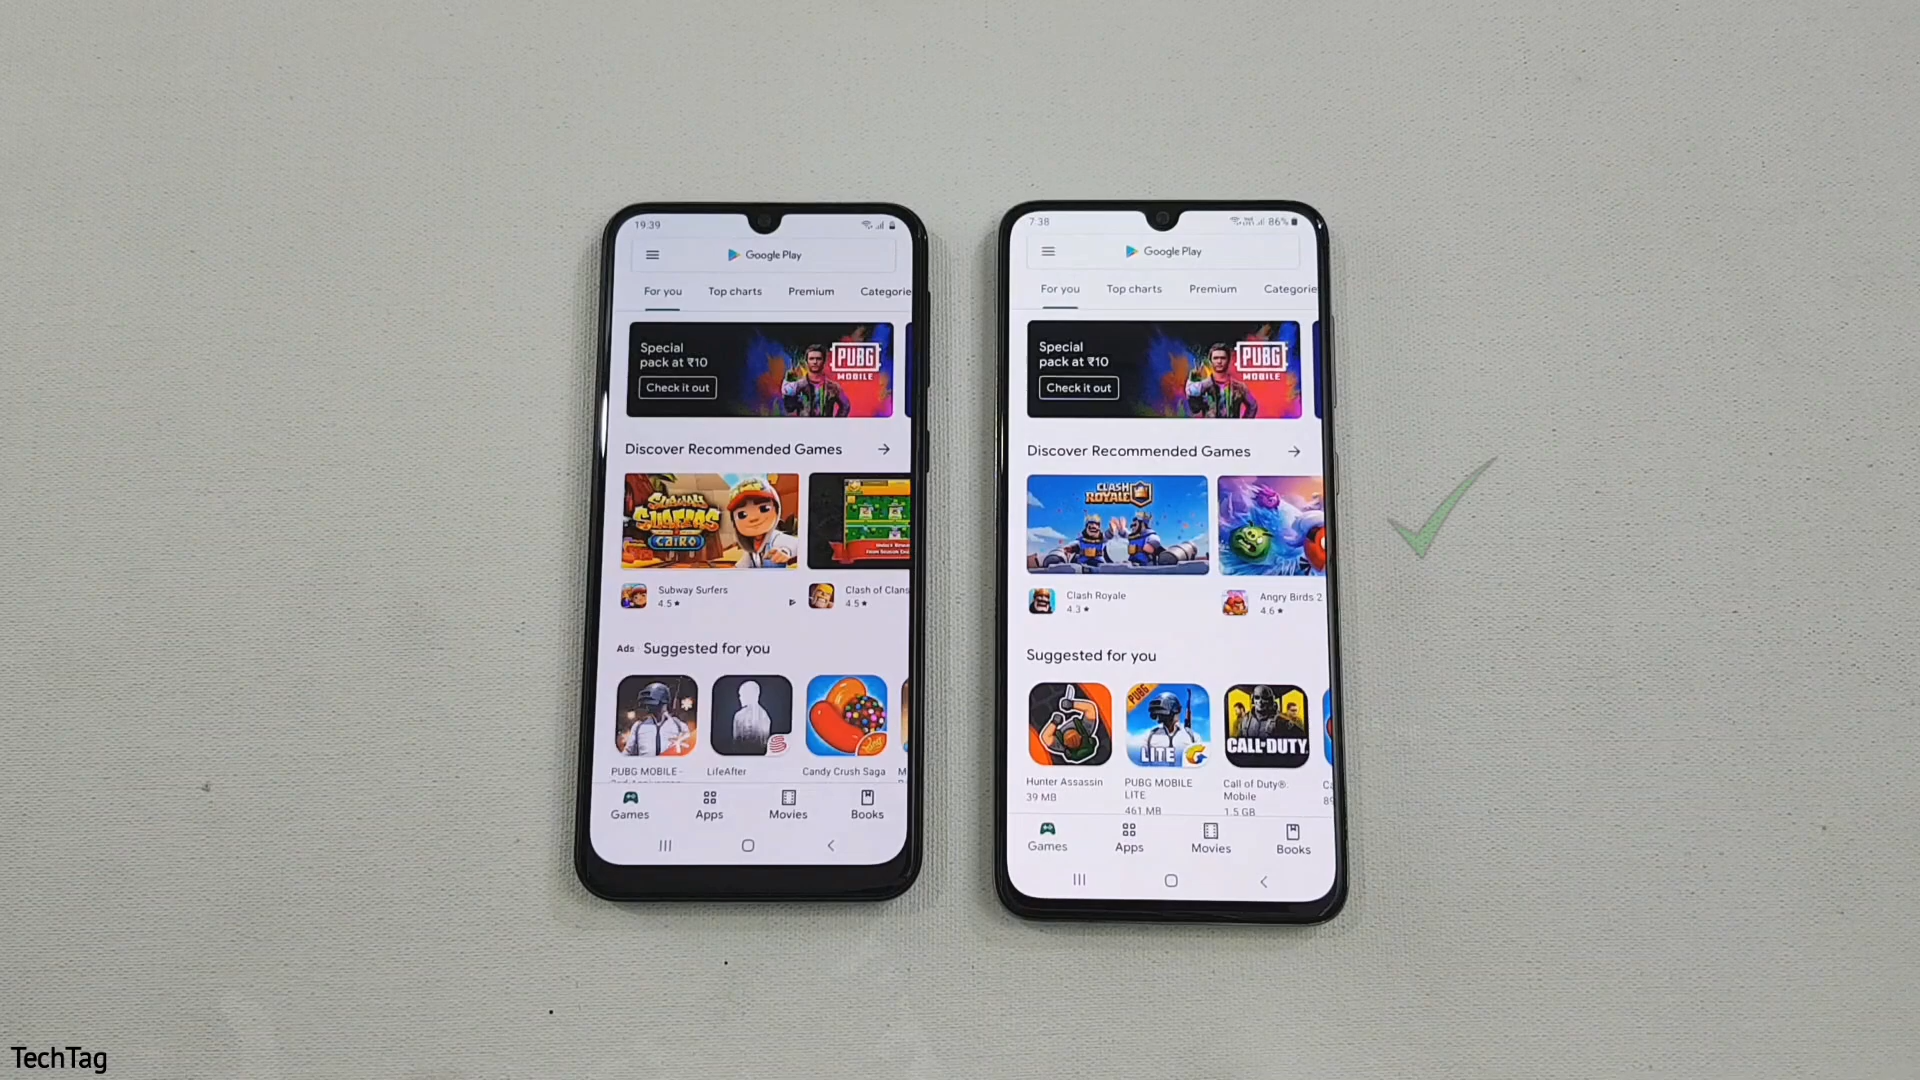 19:39
Google Play
For you Top charts Premium Categorie
Special
pack at ₹10
Check it out
PUBG
MOBILE
Discover Recommended Games
SUBWAY
SURFERS
CAIRO
Subway Surfers
4.5★
Clash of Clans
4.5★
Ads Suggested for you
PUBG MOBILE -
LifeAfter
Candy Crush Saga
Games Apps Movies Books
7:38
86%
Google Play
For you Top charts Premium Categorie
Special
pack at ₹10
Check it out
PUBG
MOBILE
Discover Recommended Games
CLASH
ROYALE
Clash Royale
4.3★
Angry Birds 2
4.6★
Suggested for you
PUBG
LITE
CALL OF DUTY
Hunter Assassin
39 MB
PUBG MOBILE
LITE
461 MB
Call of Duty®:
Mobile
1.5 GB
Games Apps Movies Books
TechTag